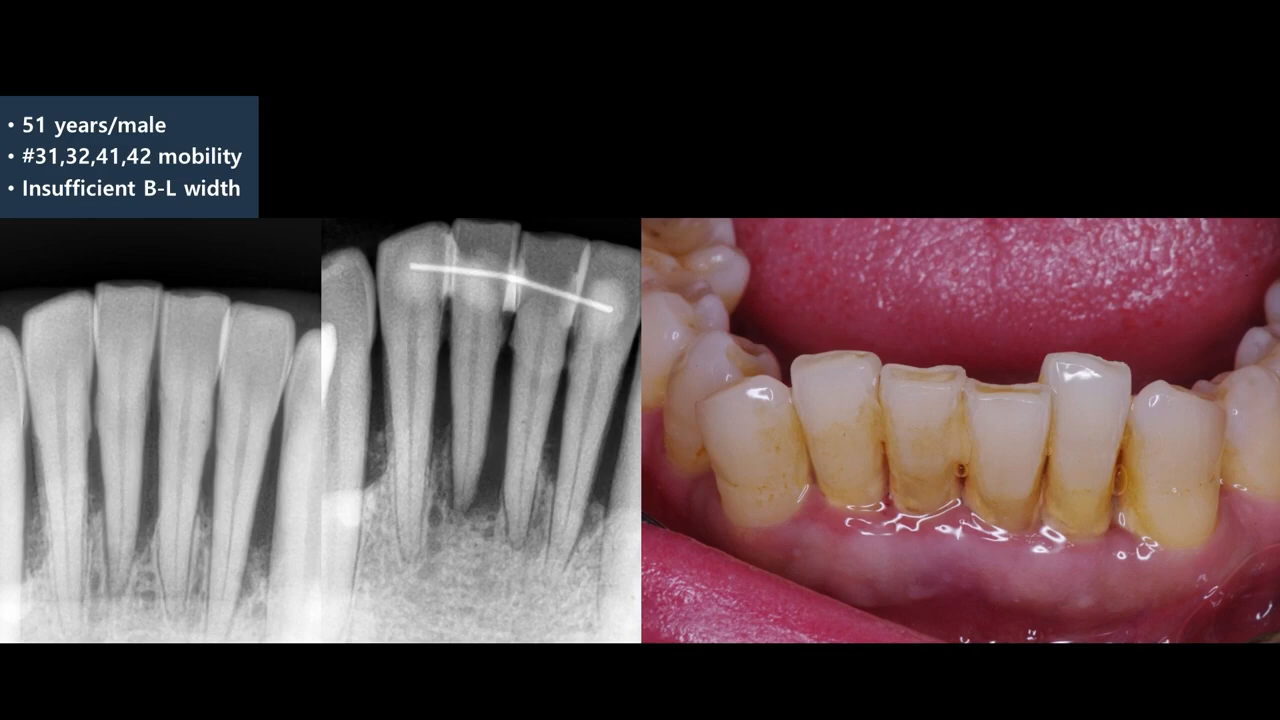 • 51 years/male
• #31,32,41,42 mobility
• Insufficient B-L width